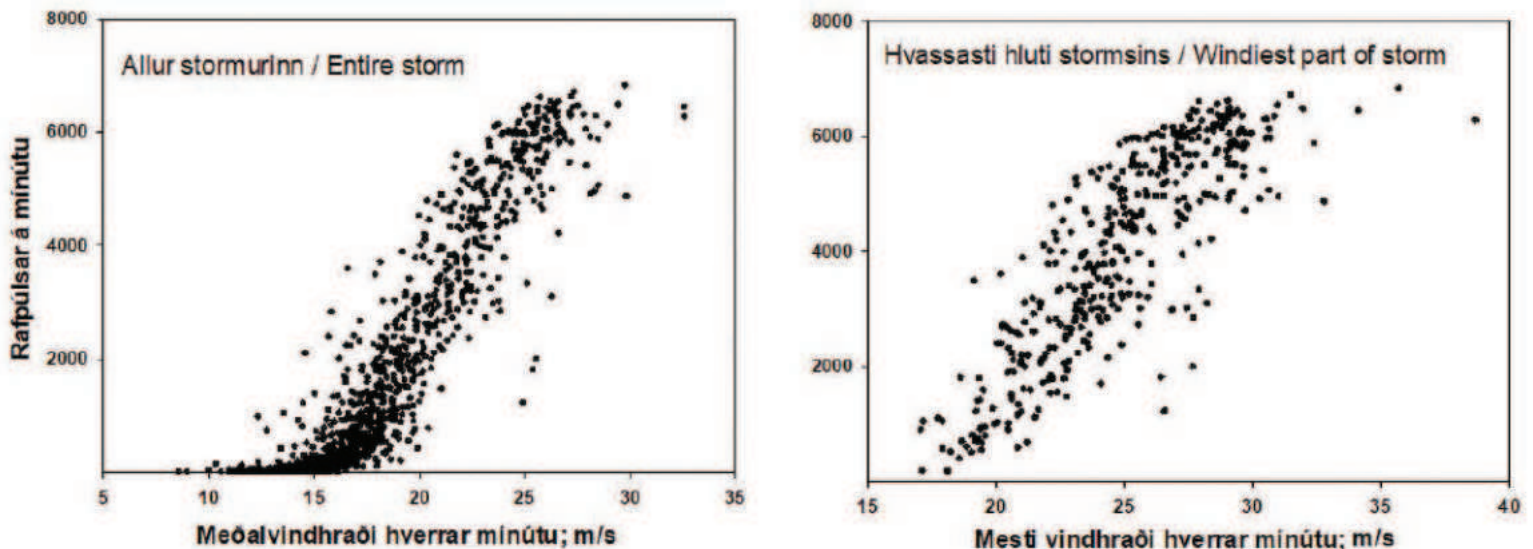 Allur stormurinn / Entire storm
Rafpúlsar á mínútu
8000
6000
4000
2000
5 10 15 20 25 30 35
Meðalvindhraði hverrar mínútu; m/s
Hvassasti hluti stormsins / Windiest part of storm
8000
6000
4000
2000
0
15 20 25 30 35 40
Mesti vindhraði hverrar mínútu; m/s